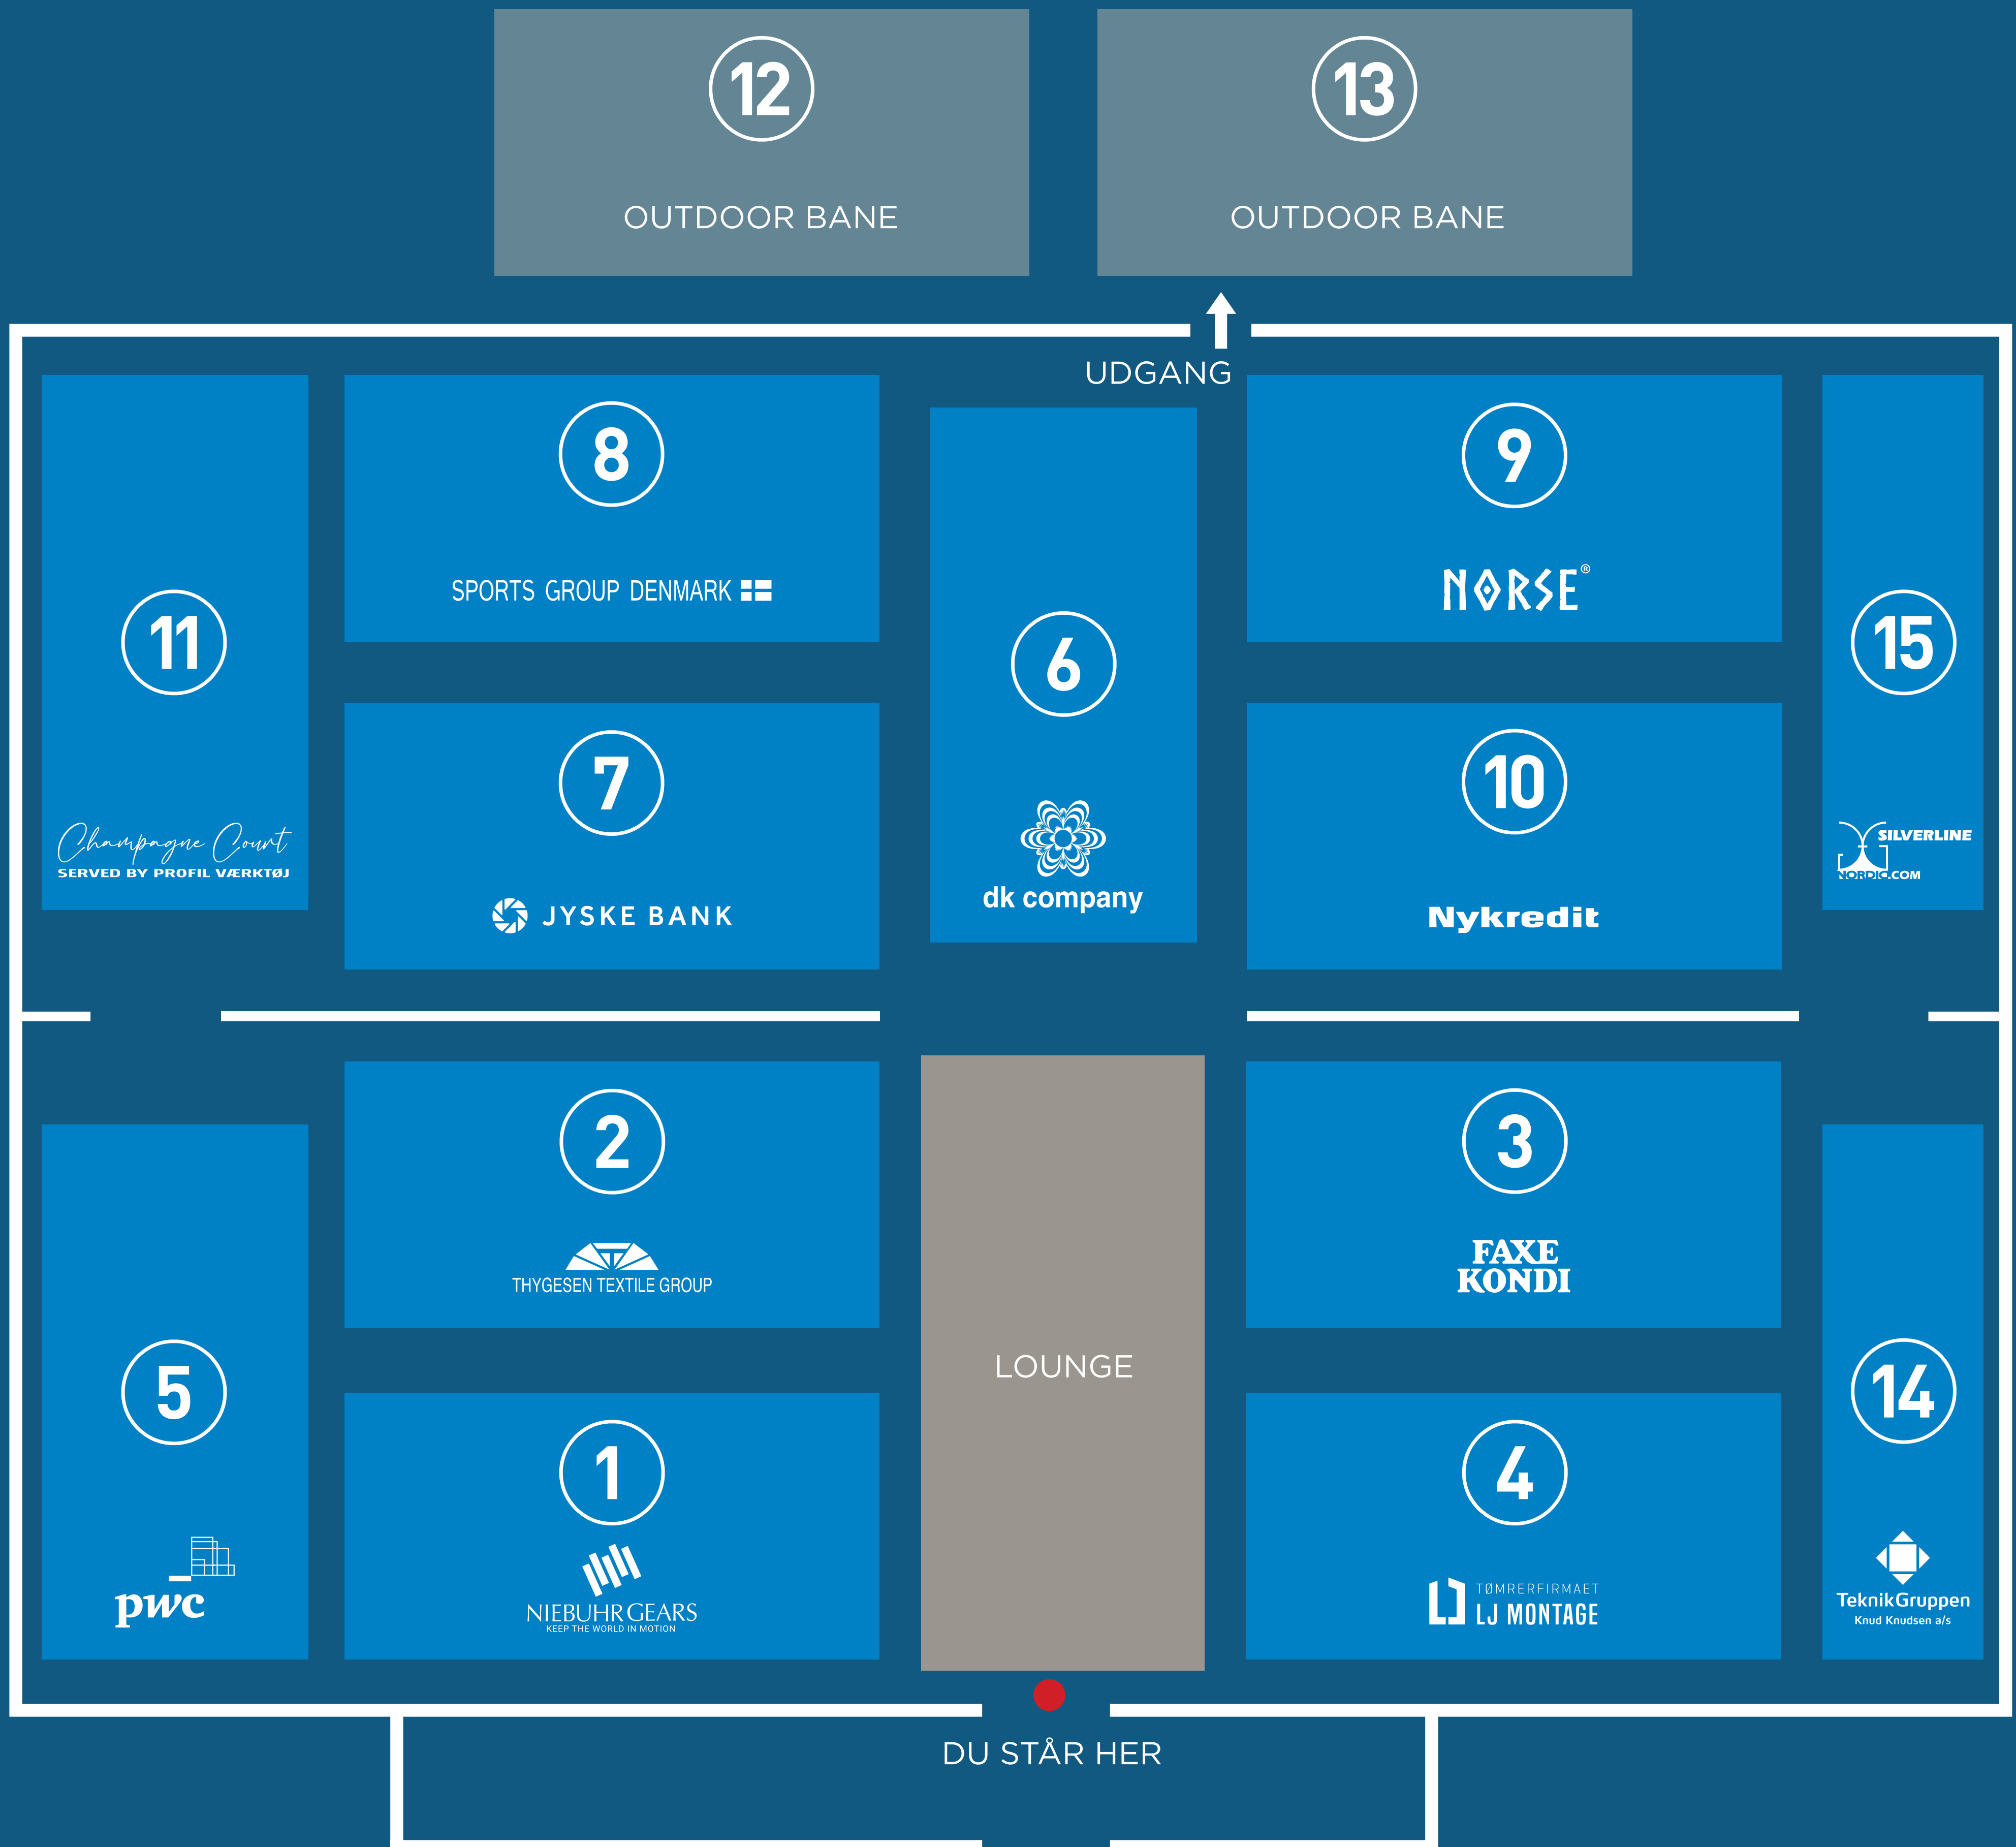 12
OUTDOOR BANE
13
OUTDOOR BANE
UDGANG
11
Champagne Court
SERVED BY PROFIL VÆRKTØJ
8
SPORTS GROUP DENMARK
7
JYSKE BANK
6
dk company
9
NORSE®
10
Nykredit
15
SILVERLINE
NORDIC.COM
5
pwc
2
THYGESEN TEXTILE GROUP
1
NIEBUHR GEARS
KEEP THE WORLD IN MOTION
LOUNGE
3
FAXE
KONDI
4
TØMRERFIRMAET
LJ MONTAGE
14
TeknikGruppen
Knud Knudsen a/s
DU STÅR HER